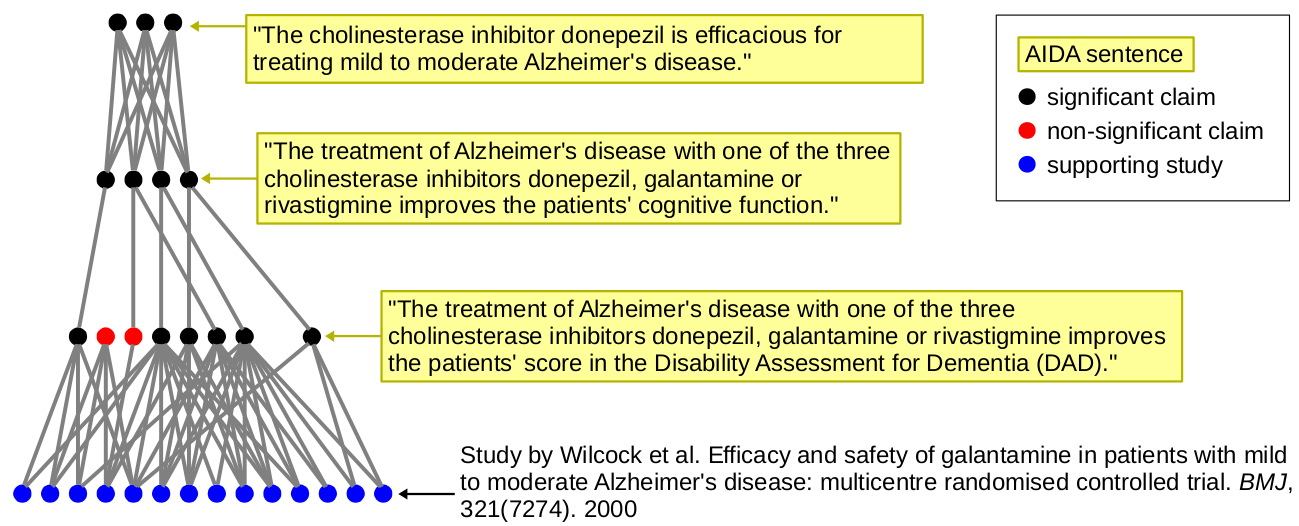 "The cholinesterase inhibitor donepezil is efficacious for
treating mild to moderate Alzheimer's disease."
AIDA sentence
significant claim
non-significant claim
supporting study
"The treatment of Alzheimer's disease with one of the three
cholinesterase inhibitors donepezil, galantamine or
rivastigmine improves the patients' cognitive function."
"The treatment of Alzheimer's disease with one of the three
cholinesterase inhibitors donepezil, galantamine or rivastigmine improves
the patients' score in the Disability Assessment for Dementia (DAD)."
Study by Wilcock et al. Efficacy and safety of galantamine in patients with mild
to moderate Alzheimer's disease: multicentre randomised controlled trial. BMJ,
321(7274). 2000